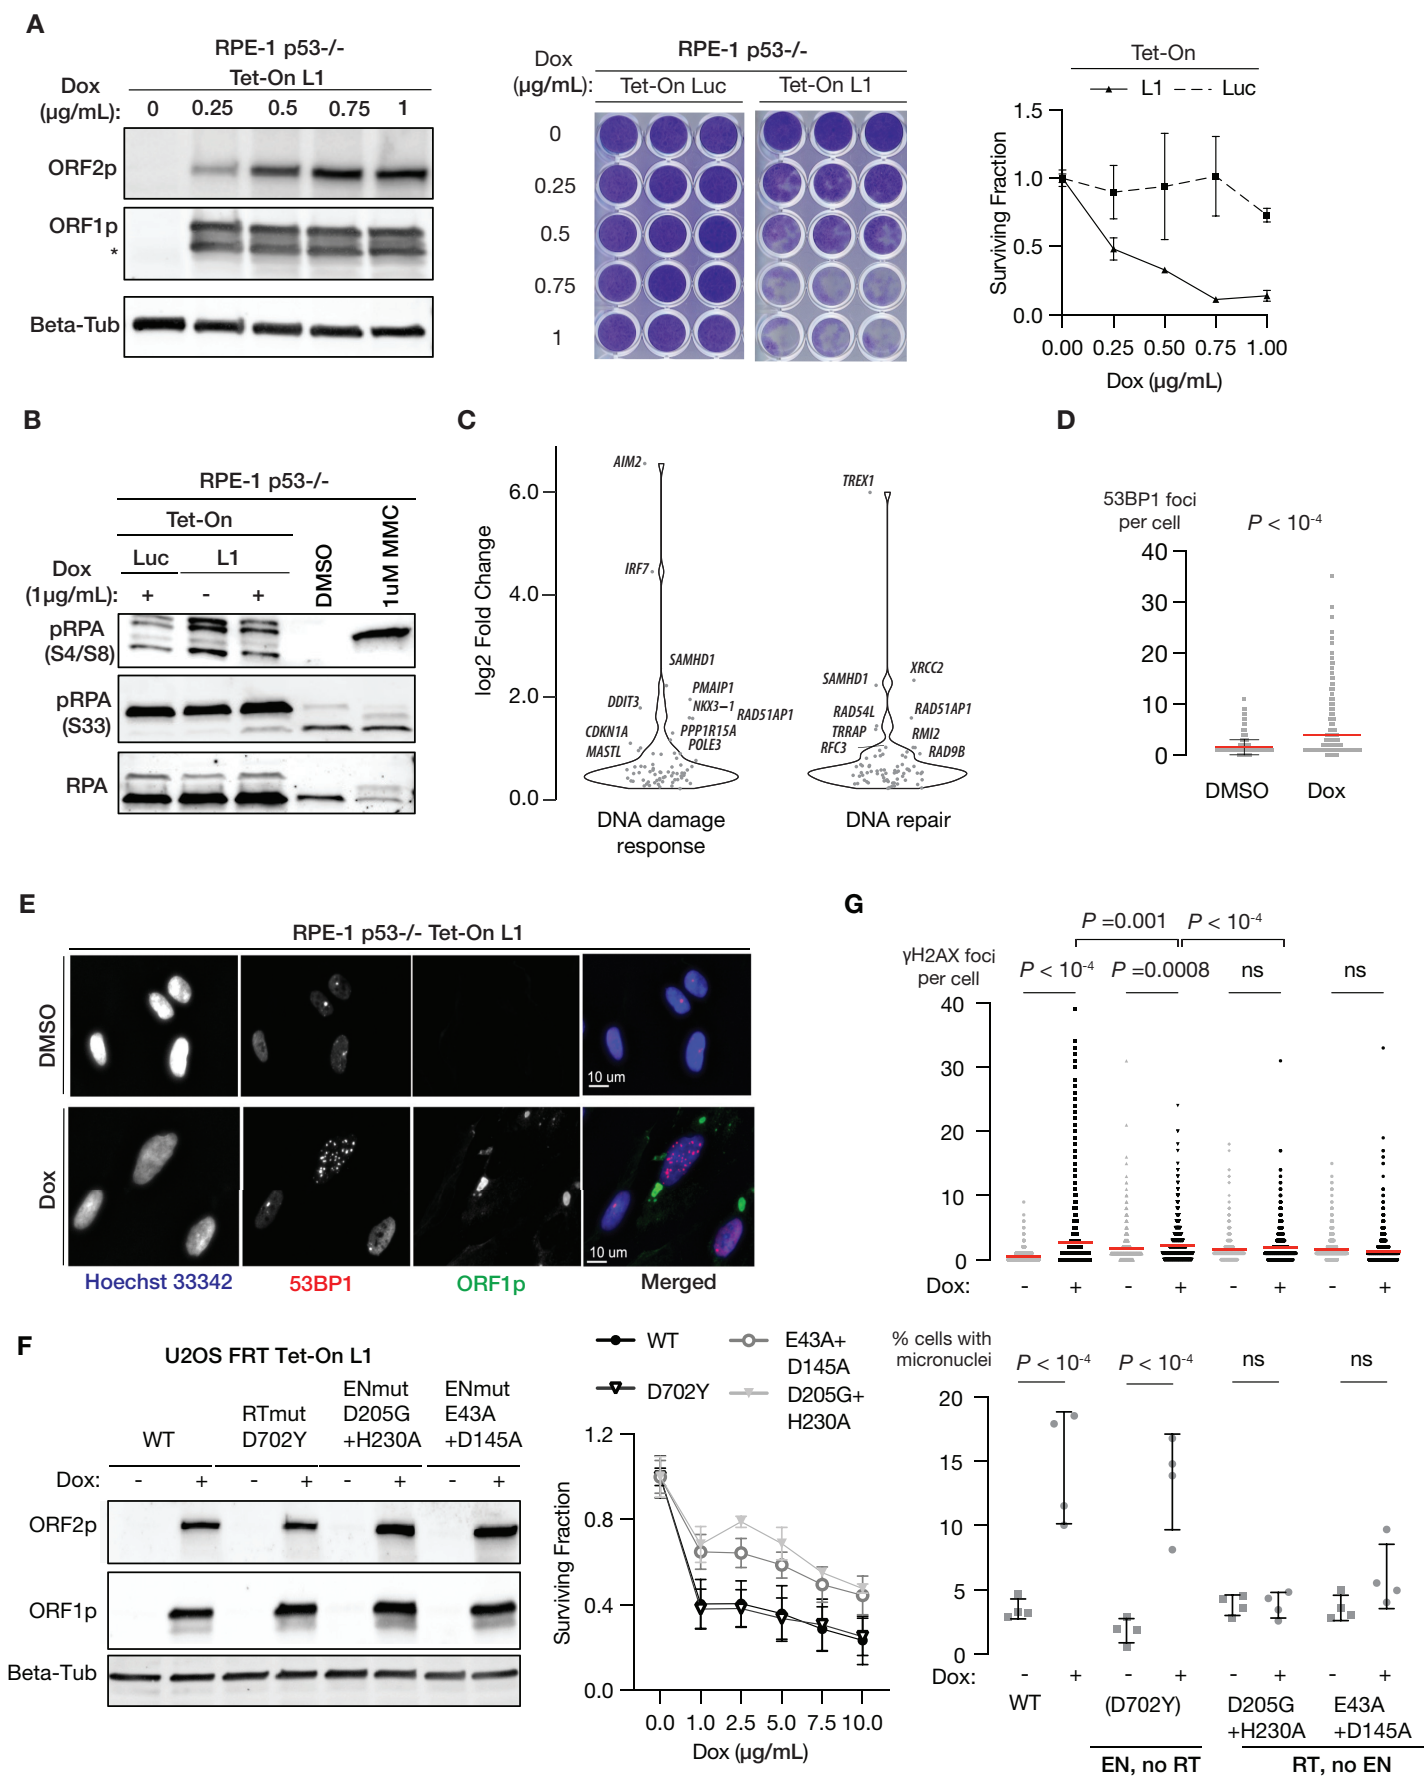 A
RPE-1 p53-/-
Tet-On L1
Dox
(µg/mL):
0 0.25 0.5 0.75 1
ORF2p
ORF1p
*
Beta-Tub
RPE-1 p53-/-
Dox
(µg/mL):
Tet-On Luc Tet-On L1
0
0.25
0.5
0.75
1
Tet-On
L1 Luc
Surviving Fraction
1.5
1.0
0.5
0.0
0.00 0.25 0.50 0.75 1.00
Dox (µg/mL)
B
RPE-1 p53-/-
Tet-On
Luc L1
DMSO
1uM MMC
Dox
(1µg/mL):
+ - +
pRPA
(S4/S8)
pRPA
(S33)
RPA
C
log2 Fold Change
6.0
4.0
2.0
0.0
AIM2
IRF7
SAMHD1
PMAIP1
DDIT3
NKX3–1
RAD51AP1
CDKN1A
PPP1R15A
MASTL
POLE3
DNA damage
response
TREX1
SAMHD1
XRCC2
RAD54L
RAD51AP1
TRRAP
RMI2
RFC3
RAD9B
DNA repair
D
53BP1 foci
per cell
P < 10-4
40
30
20
10
0
DMSO Dox
E
RPE-1 p53-/- Tet-On L1
DMSO
10 um
Dox
10 um
Hoechst 33342 53BP1 ORF1p Merged
F
U2OS FRT Tet-On L1
WT
RTmut
D702Y
ENmut
D205G
+H230A
ENmut
E43A
+D145A
Dox: - + - + - + - +
ORF2p
ORF1p
Beta-Tub
WT
E43A+
D145A
D702Y
D205G+
H230A
Surviving Fraction
1.2
0.8
0.4
0.0
0.0 1.0 2.5 5.0 7.5 10.0
Dox (µg/mL)
G
P =0.001 P < 10-4
γH2AX foci
per cell
P < 10-4 P =0.0008 ns ns
40
30
20
10
0
Dox: - + - + - + - +
% cells with
micronuclei
P < 10-4 P < 10-4 ns ns
20
15
10
5
0
Dox: - + - + - + - +
WT
(D702Y)
D205G
+H230A
E43A
+D145A
EN, no RT RT, no EN